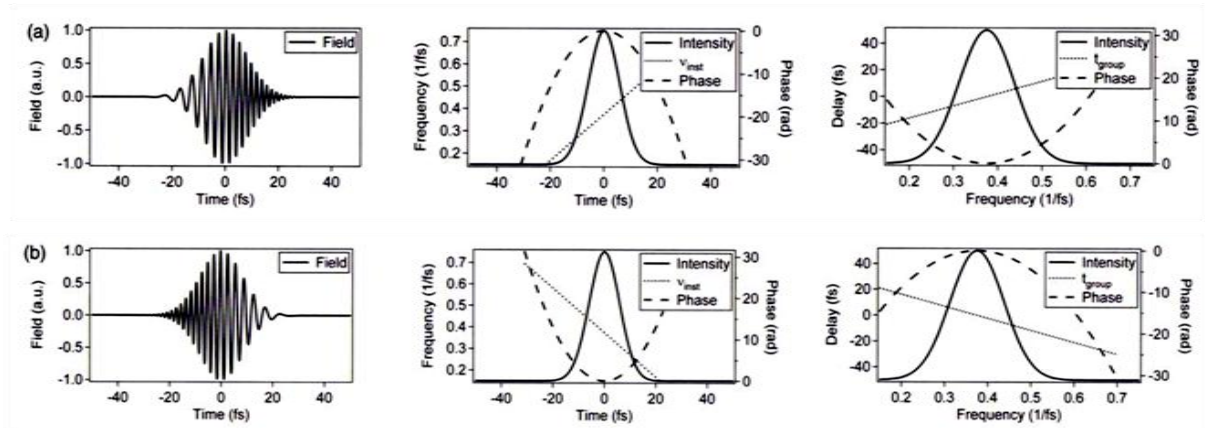 (a)
Field (a.u.)
1.0
0.5
0.0
-0.5
-1.0
Field
-40 -20 0 20 40
Time (fs)
Frequency (1/fs)
0.7
0.6
0.5
0.4
0.3
0.2
Intensity
νinst
Phase
0
-10
-20
-30
Phase (rad)
-40 -20 0 20 40
Time (fs)
Delay (fs)
40
20
0
-20
-40
Intensity
tgroup
Phase
30
20
10
0
Phase (rad)
0.2 0.3 0.4 0.5 0.6 0.7
Frequency (1/fs)
(b)
Field (a.u.)
1.0
0.5
0.0
-0.5
-1.0
Field
-40 -20 0 20 40
Time (fs)
Frequency (1/fs)
0.7
0.6
0.5
0.4
0.3
0.2
Intensity
νinst
Phase
30
20
10
0
Phase (rad)
-40 -20 0 20 40
Time (fs)
Delay (fs)
40
20
0
-20
-40
Intensity
tgroup
Phase
0
-10
-20
-30
Phase (rad)
0.2 0.3 0.4 0.5 0.6 0.7
Frequency (1/fs)